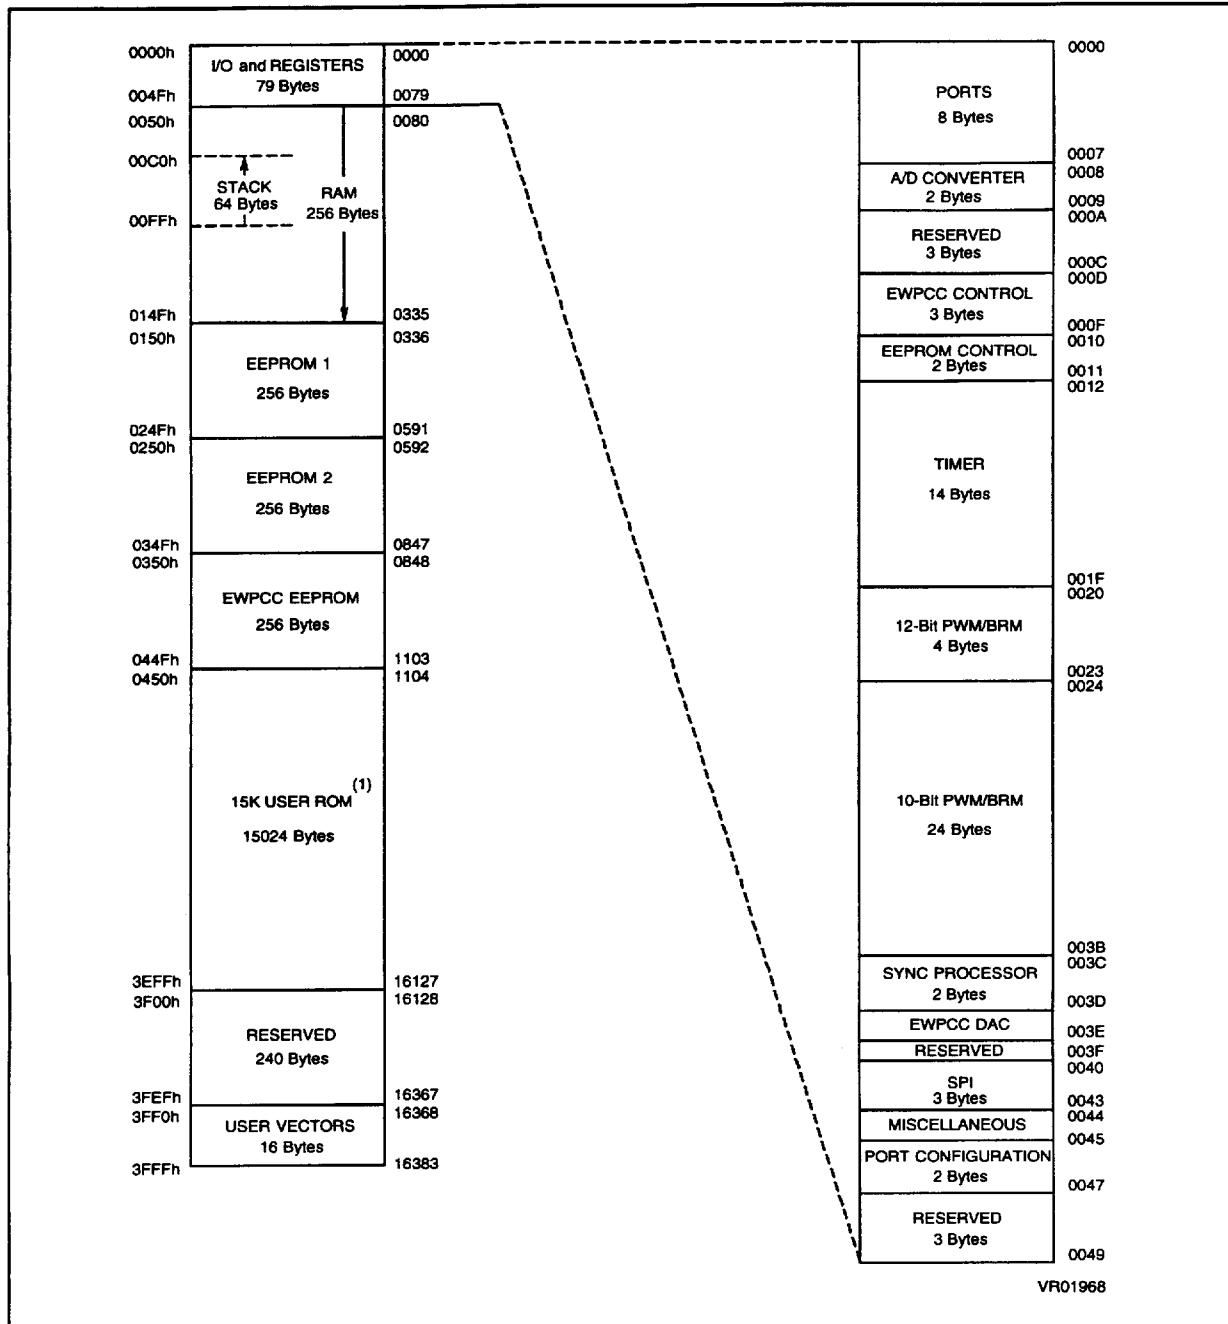 0000h
I/O and REGISTERS
79 Bytes
0000
004Fh
0079
0050h
0080
00C0h
STACK
64 Bytes
RAM
256 Bytes
00FFh
014Fh
0335
0150h
0336
EEPROM 1
256 Bytes
024Fh
0591
0250h
0592
EEPROM 2
256 Bytes
034Fh
0847
0350h
0848
EWPCC EEPROM
256 Bytes
044Fh
1103
0450h
1104
15K USER ROM (1)
15024 Bytes
3EFFh
16127
3F00h
16128
RESERVED
240 Bytes
3FEFh
16367
3FF0h
16368
USER VECTORS
16 Bytes
3FFFh
16383
0000
PORTS
8 Bytes
0007
0008
A/D CONVERTER
2 Bytes
0009
000A
RESERVED
3 Bytes
000C
000D
EWPCC CONTROL
3 Bytes
000F
0010
EEPROM CONTROL
2 Bytes
0011
0012
TIMER
14 Bytes
001F
0020
12-Bit PWM/BRM
4 Bytes
0023
0024
10-Bit PWM/BRM
24 Bytes
003B
003C
SYNC PROCESSOR
2 Bytes
003D
EWPCC DAC
003E
RESERVED
003F
0040
SPI
3 Bytes
0043
0044
MISCELLANEOUS
0045
PORT CONFIGURATION
2 Bytes
0047
RESERVED
3 Bytes
0049
VR01968